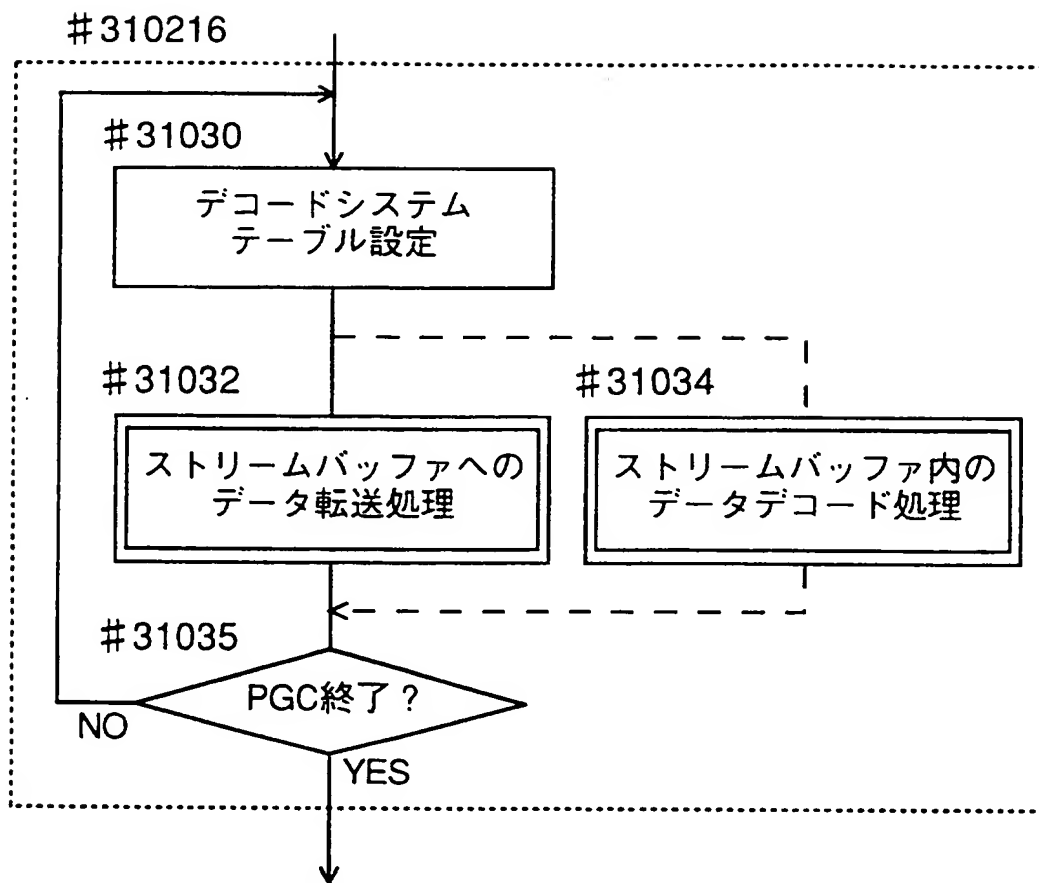 #310216
#31030
デコードシステム
テーブル設定
#31032
#31034
ストリームバッファへの
データ転送処理
ストリームバッファ内の
データデコード処理
#31035
PGC終了?
NO
YES